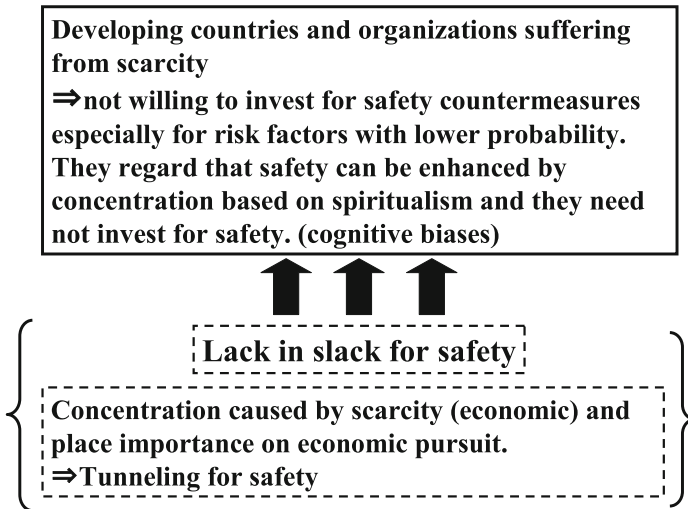 Developing countries and organizations suffering
from scarcity
⇒not willing to invest for safety countermeasures
especially for risk factors with lower probability.
They regard that safety can be enhanced by
concentration based on spiritualism and they need
not invest for safety. (cognitive biases)
Lack in slack for safety
Concentration caused by scarcity (economic) and
place importance on economic pursuit.
⇒Tunneling for safety